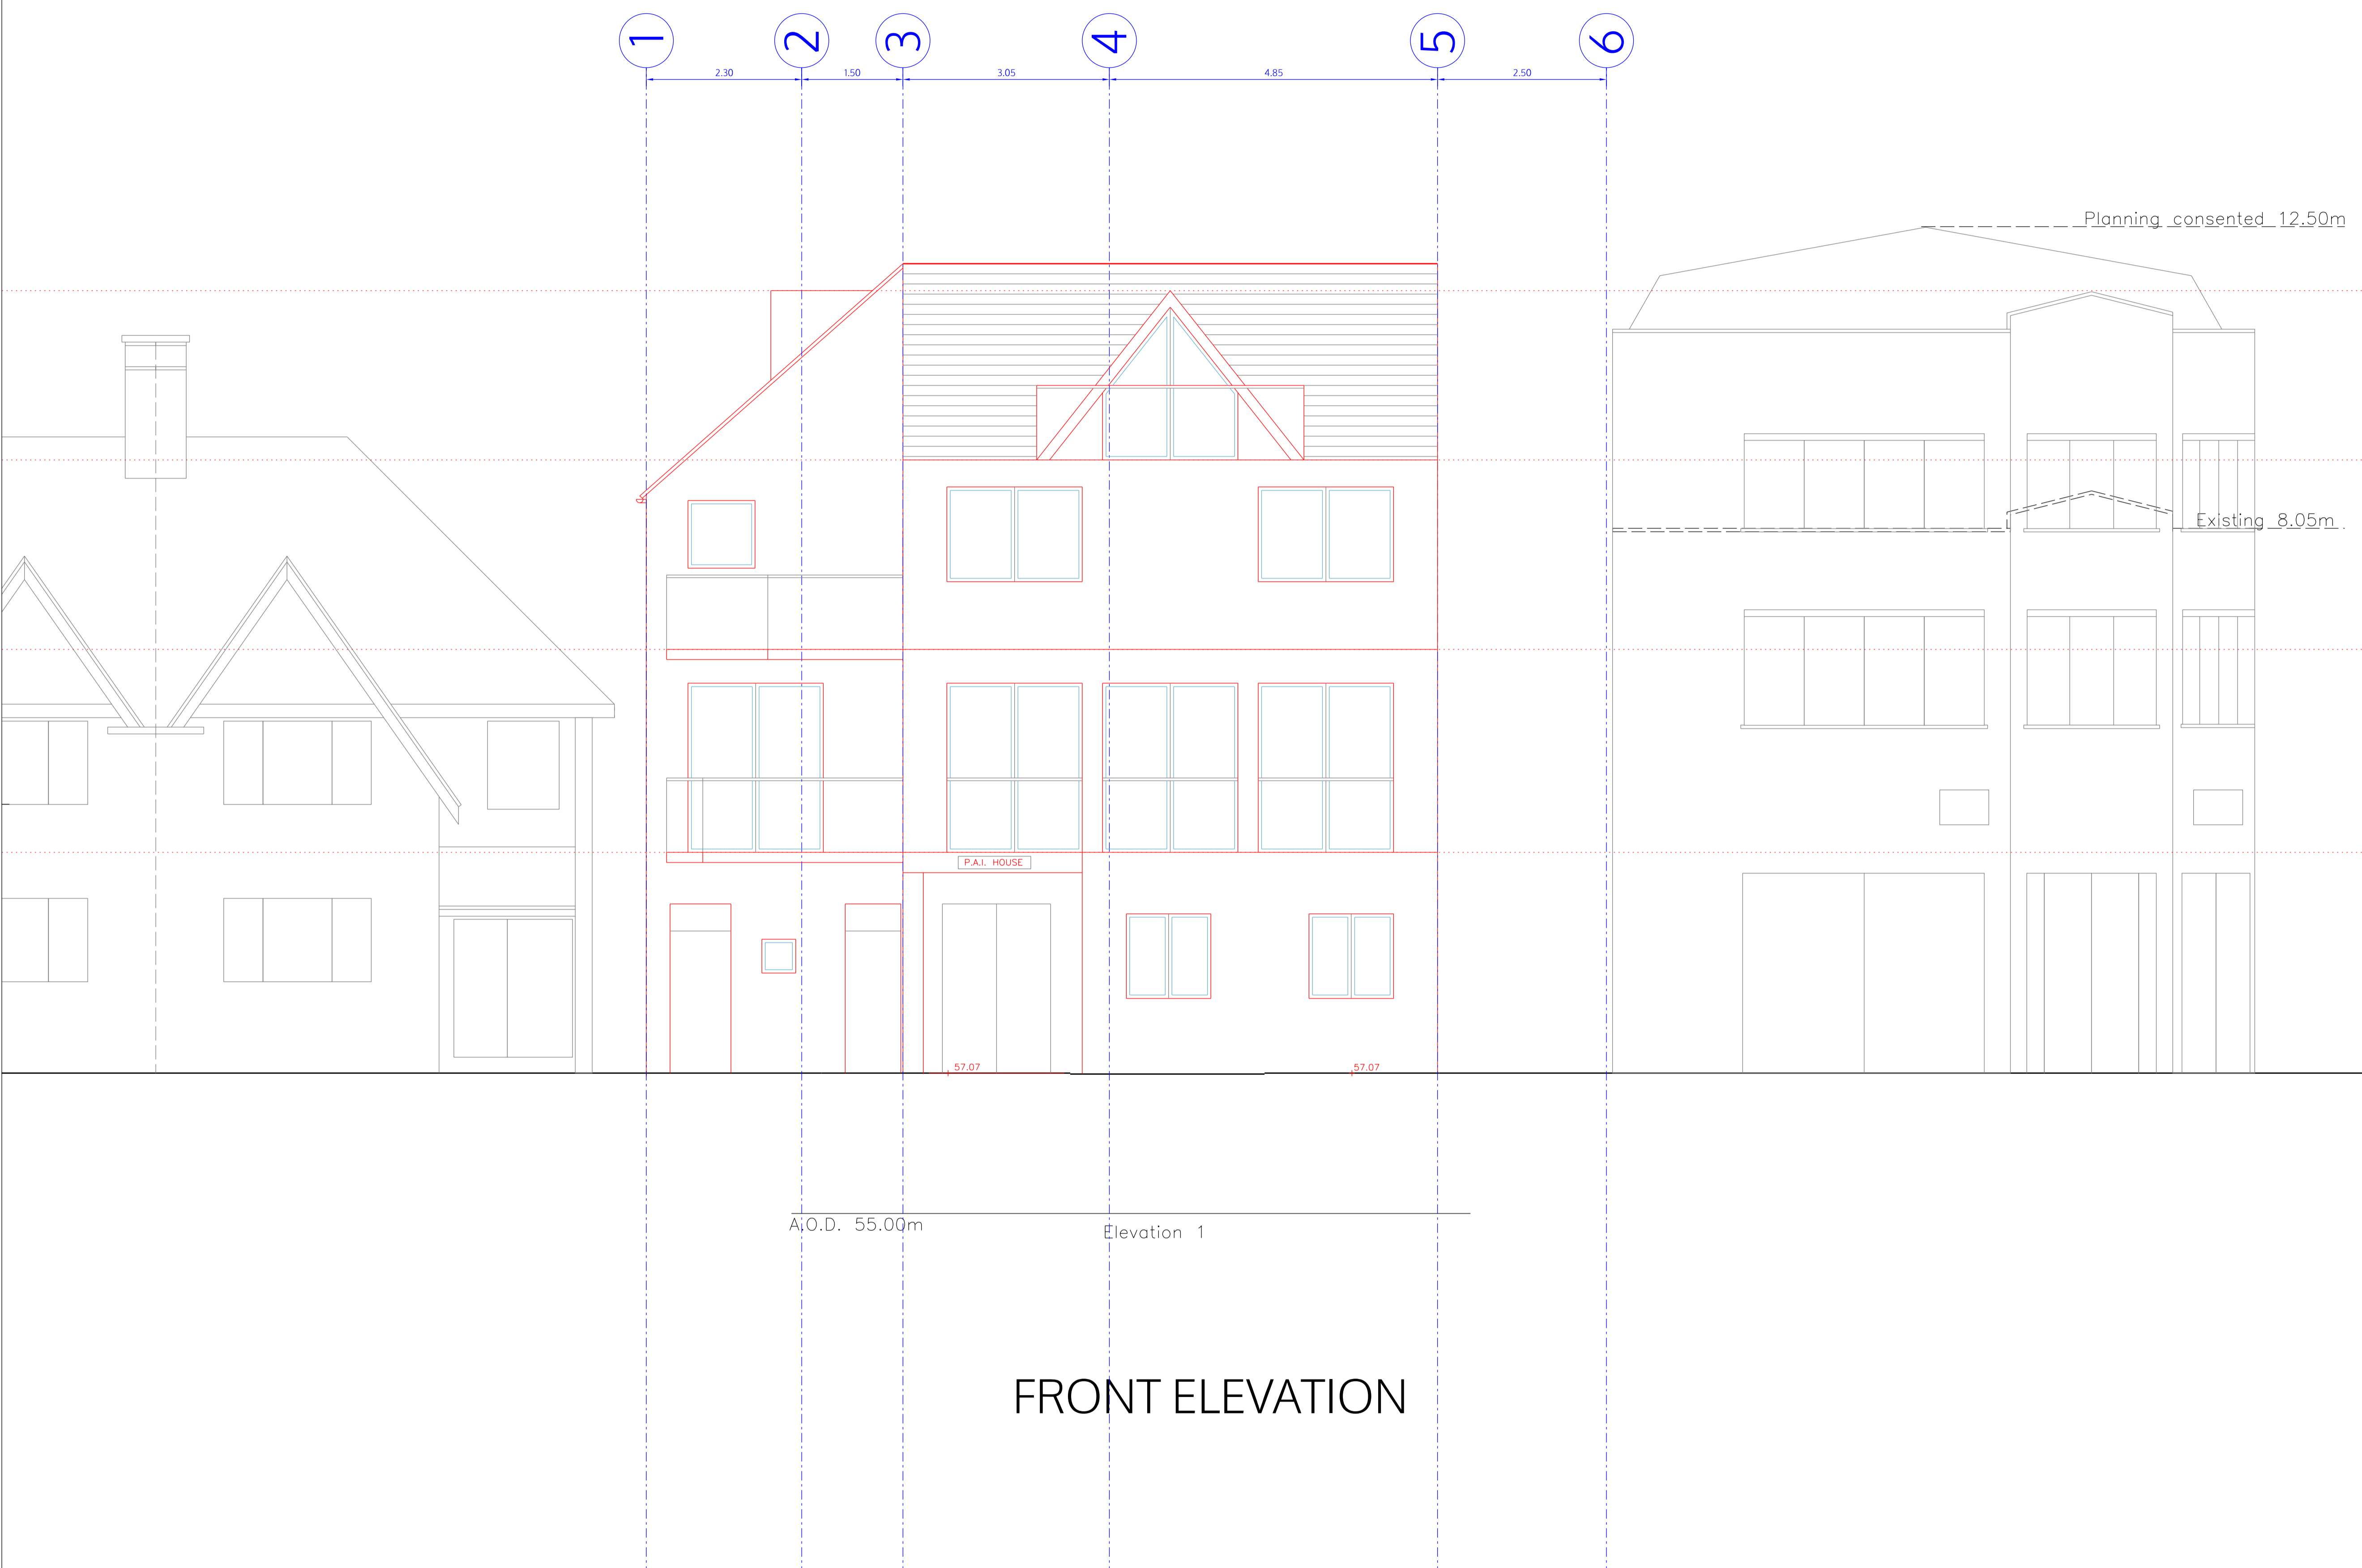 1 2 3 4 5 6
2.30 1.50 3.05 4.85 2.50
Planning consented 12.50m
Existing 8.05m
P.A.I. HOUSE
57.07 57.07
A.O.D. 55.00m
Elevation 1
FRONT ELEVATION